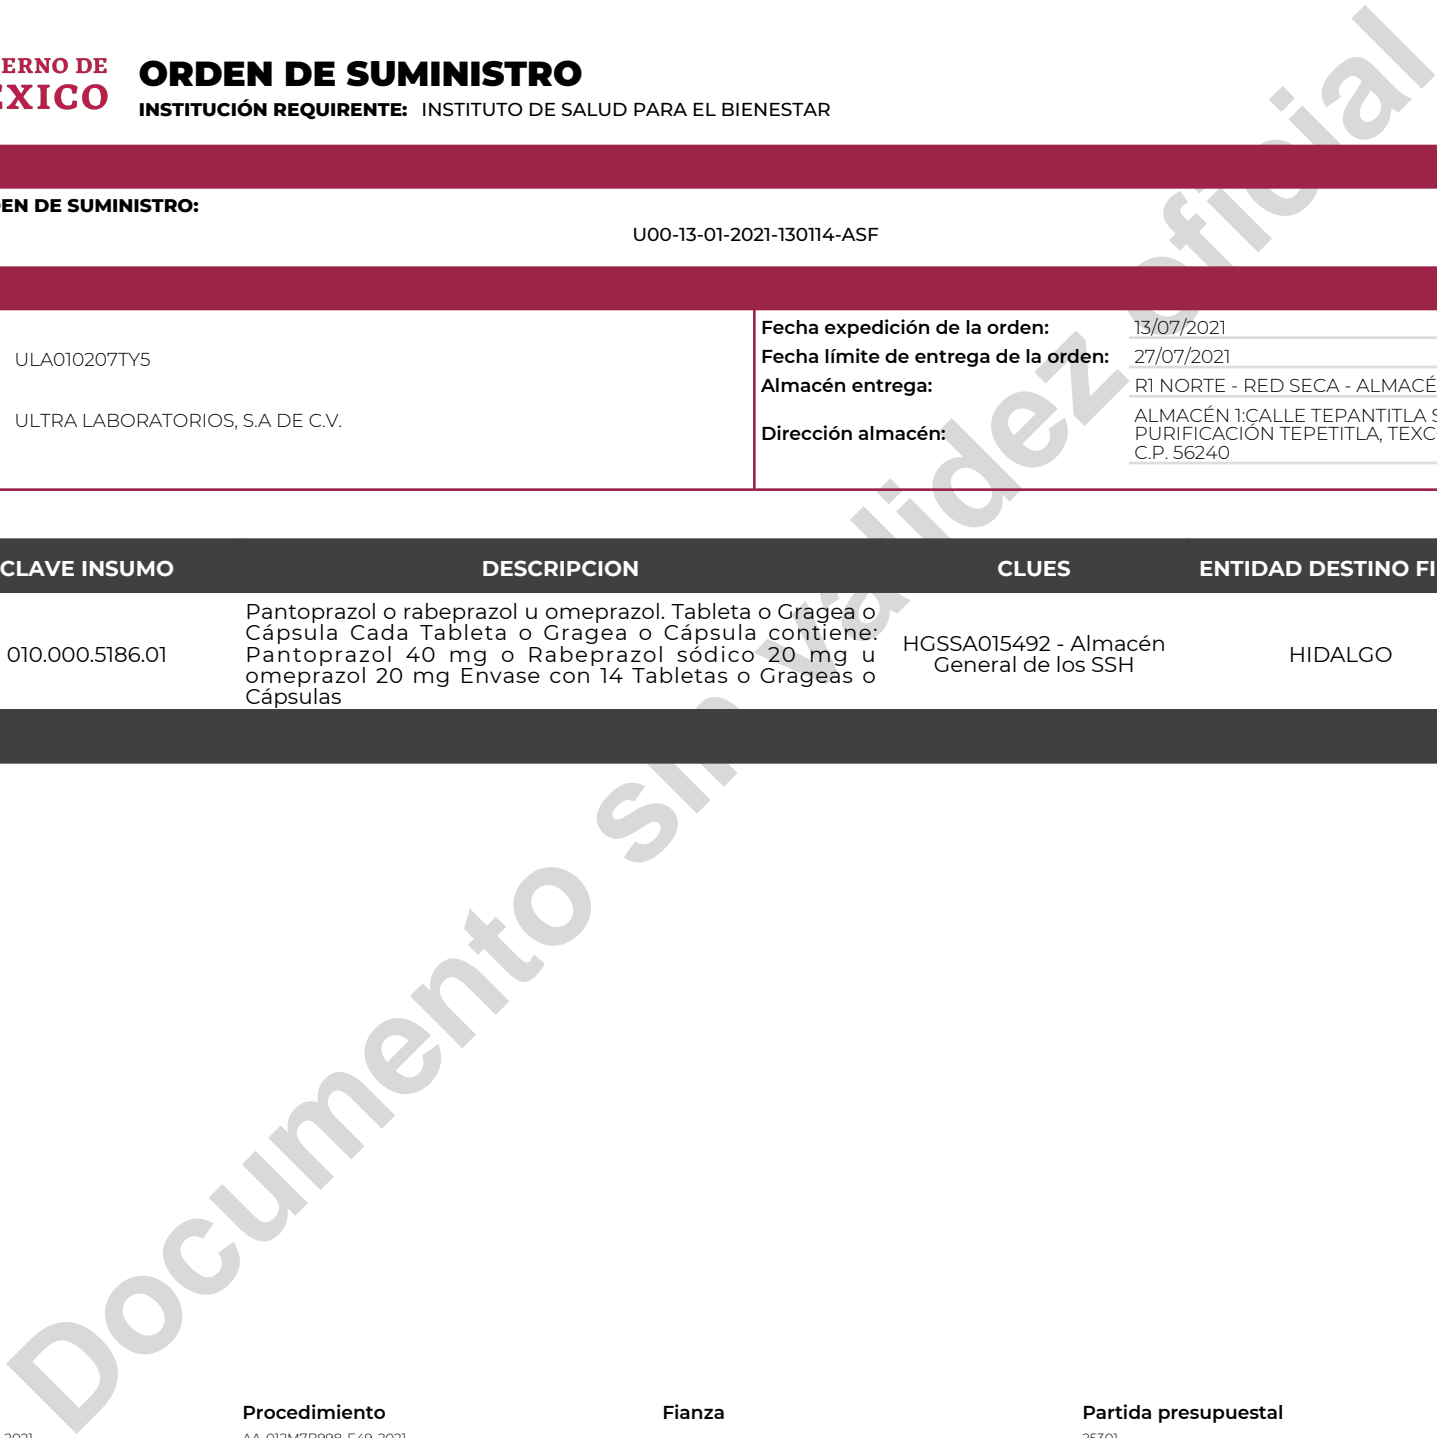 ERNO DE
EXICO
ORDEN DE SUMINISTRO
INSTITUCIÓN REQUIRENTE: INSTITUTO DE SALUD PARA EL BIENESTAR
EN DE SUMINISTRO:
U00-13-01-2021-130114-ASF
ULA010207TY5
ULTRA LABORATORIOS, S.A DE C.V.
Fecha expedición de la orden: 13/07/2021
Fecha límite de entrega de la orden: 27/07/2021
Almacén entrega: R1 NORTE - RED SECA - ALMACÉ
Dirección almacén:
ALMACÉN 1:CALLE TEPANTITLA S
PURIFICACIÓN TEPETITLA, TEXC
C.P. 56240
CLAVE INSUMO DESCRIPCION CLUES ENTIDAD DESTINO FI
010.000.5186.01
Pantoprazol o rabeprazol u omeprazol. Tableta o Gragea o
Cápsula Cada Tableta o Gragea o Cápsula contiene:
Pantoprazol 40 mg o Rabeprazol sódico 20 mg u
omeprazol 20 mg Envase con 14 Tabletas o Grageas o
Cápsulas
HGSSA015492 - Almacén
General de los SSH
HIDALGO
Documento sin validez oficial
Procedimiento Fianza Partida presupuestal